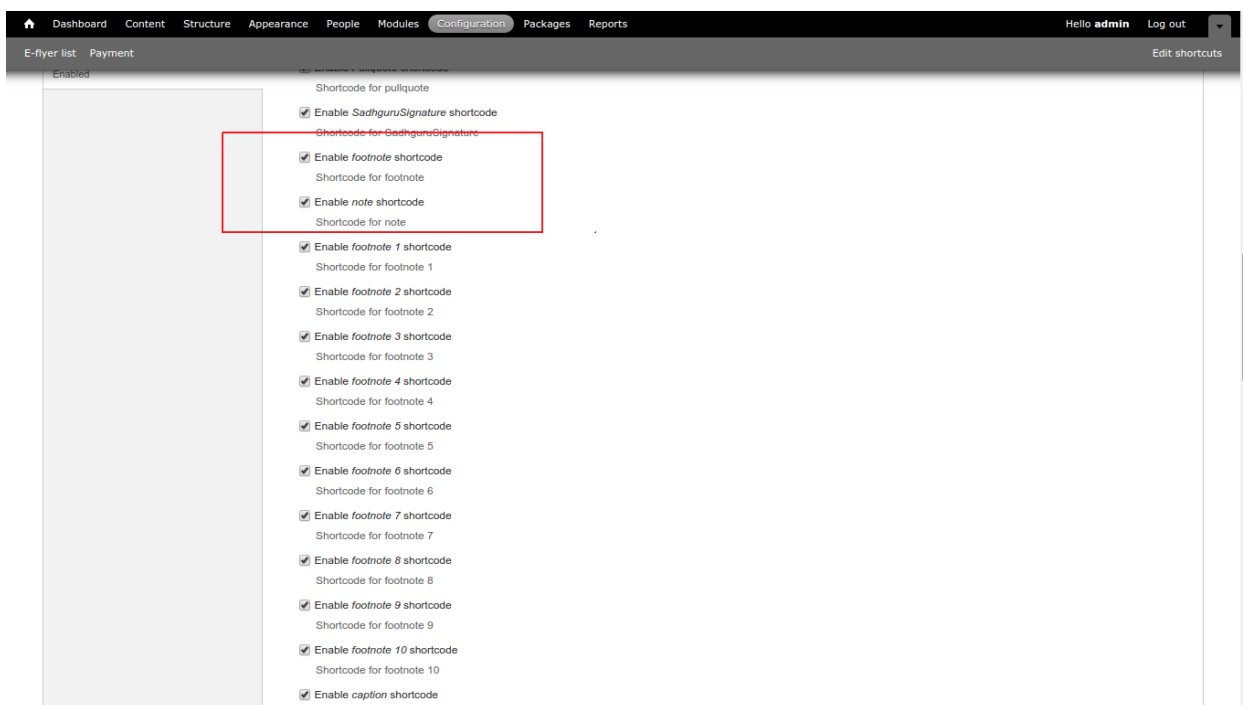 Dashboard Content Structure Appearance People Modules Configuration Packages Reports Hello admin Log out
E-flyer list Payment Edit shortcuts
Enabled
Enable Pullquote shortcode
Shortcode for pullquote
Enable SadhguruSignature shortcode
Shortcode for SadhguruSignature
Enable footnote shortcode
Shortcode for footnote
Enable note shortcode
Shortcode for note
Enable footnote 1 shortcode
Shortcode for footnote 1
Enable footnote 2 shortcode
Shortcode for footnote 2
Enable footnote 3 shortcode
Shortcode for footnote 3
Enable footnote 4 shortcode
Shortcode for footnote 4
Enable footnote 5 shortcode
Shortcode for footnote 5
Enable footnote 6 shortcode
Shortcode for footnote 6
Enable footnote 7 shortcode
Shortcode for footnote 7
Enable footnote 8 shortcode
Shortcode for footnote 8
Enable footnote 9 shortcode
Shortcode for footnote 9
Enable footnote 10 shortcode
Shortcode for footnote 10
Enable caption shortcode